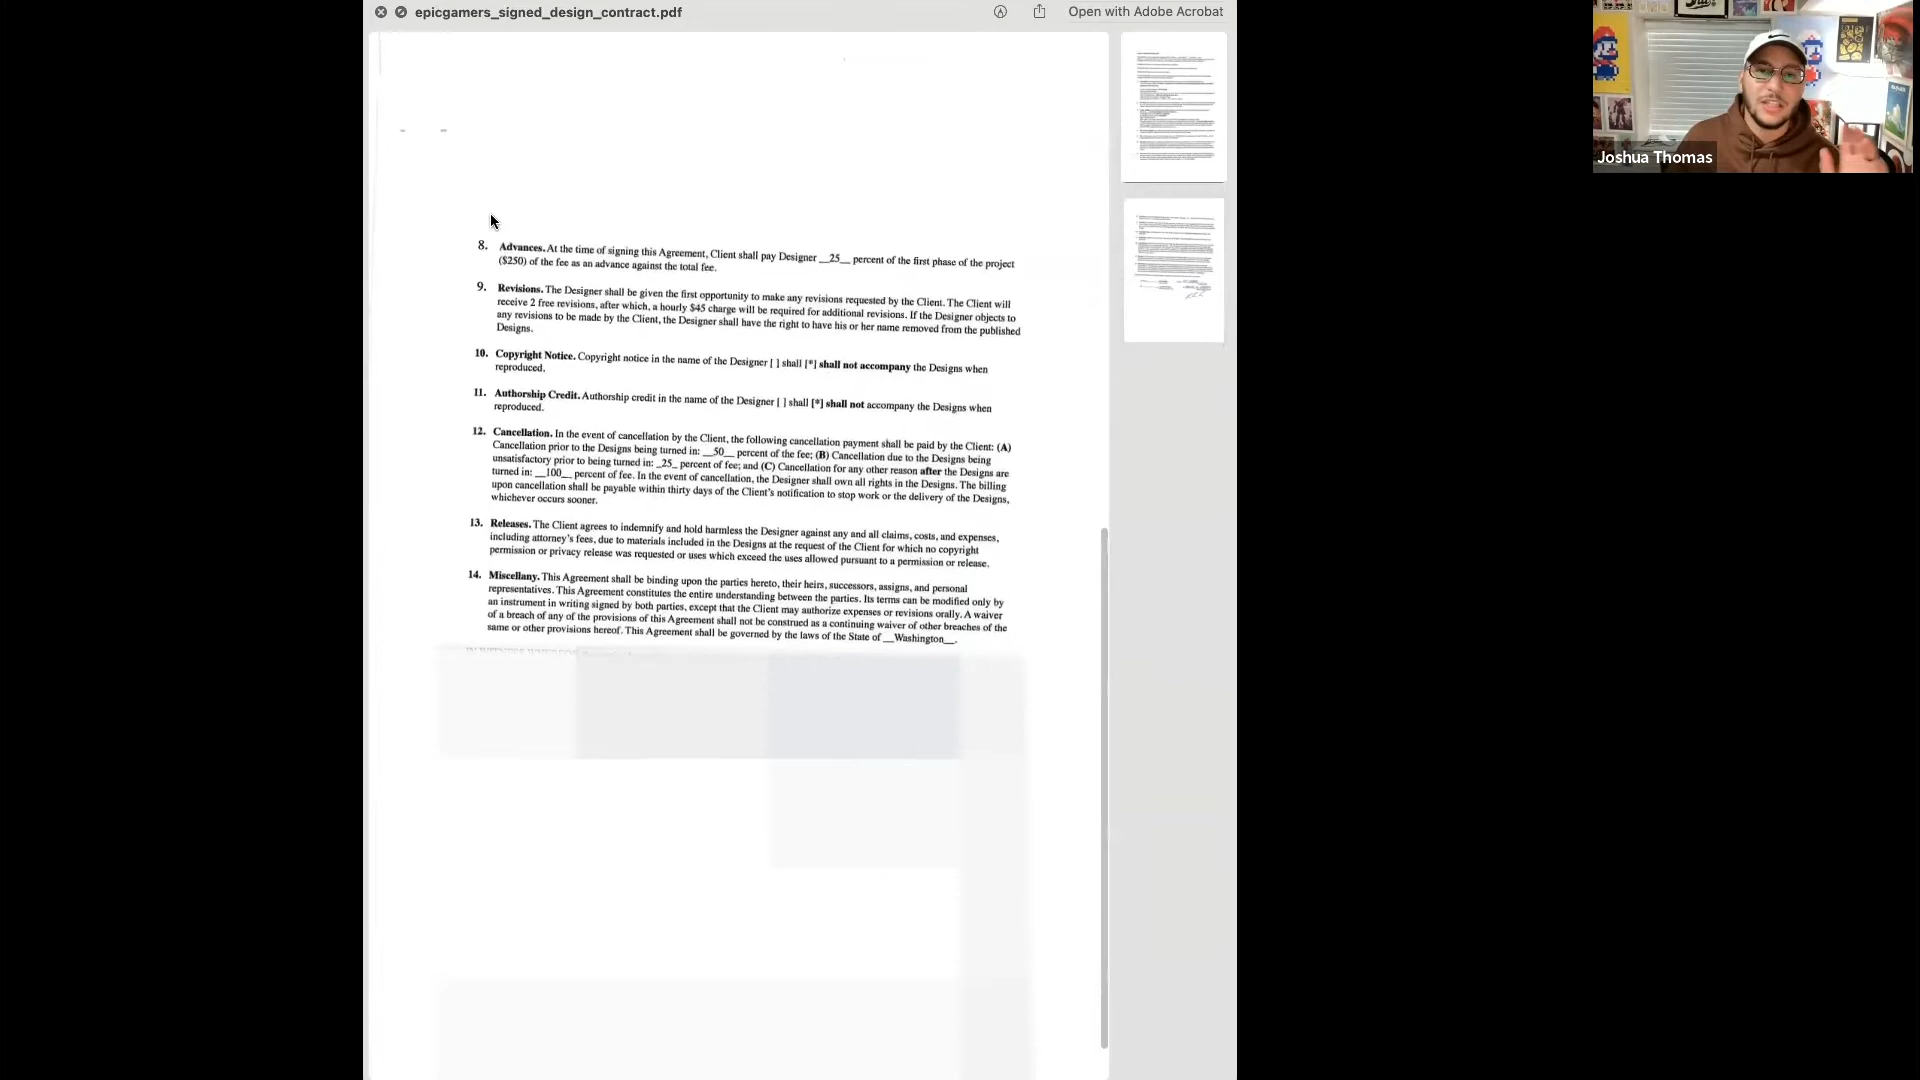 epicgamers_signed_design_contract.pdf
Open with Adobe Acrobat
Joshua Thomas
8. Advances. At the time of signing this Agreement, Client shall pay Designer __25__ percent of the first phase of the project
($250) of the fee as an advance against the total fee.
9. Revisions. The Designer shall be given the first opportunity to make any revisions requested by the Client. The Client will
receive 2 free revisions, after which, a hourly $45 charge will be required for additional revisions. If the Designer objects to
any revisions to be made by the Client, the Designer shall have the right to have his or her name removed from the published
Designs.
10. Copyright Notice. Copyright notice in the name of the Designer [ ] shall [*] shall not accompany the Designs when
reproduced.
11. Authorship Credit. Authorship credit in the name of the Designer [ ] shall [*] shall not accompany the Designs when
reproduced.
12. Cancellation. In the event of cancellation by the Client, the following cancellation payment shall be paid by the Client: (A)
Cancellation prior to the Designs being turned in: __50__ percent of the fee; (B) Cancellation due to the Designs being
unsatisfactory prior to being turned in: _25_ percent of fee; and (C) Cancellation for any other reason after the Designs are
turned in: __100__ percent of fee. In the event of cancellation, the Designer shall own all rights in the Designs. The billing
upon cancellation shall be payable within thirty days of the Client's notification to stop work or the delivery of the Designs,
whichever occurs sooner.
13. Releases. The Client agrees to indemnify and hold harmless the Designer against any and all claims, costs, and expenses,
including attorney's fees, due to materials included in the Designs at the request of the Client for which no copyright
permission or privacy release was requested or uses which exceed the uses allowed pursuant to a permission or release.
14. Miscellany. This Agreement shall be binding upon the parties hereto, their heirs, successors, assigns, and personal
representatives. This Agreement constitutes the entire understanding between the parties. Its terms can be modified only by
an instrument in writing signed by both parties, except that the Client may authorize expenses or revisions orally. A waiver
of a breach of any of the provisions of this Agreement shall not be construed as a continuing waiver of other breaches of the
same or other provisions hereof. This Agreement shall be governed by the laws of the State of __Washington__.